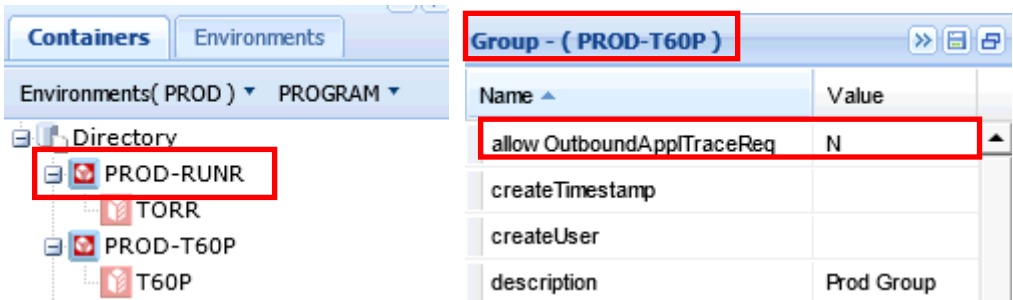 Containers Environments
Environments( PROD ) PROGRAM
Directory
PROD-RUNR
TORR
PROD-T60P
T60P
Group - ( PROD-T60P )
Name Value
allow OutboundApplTraceReq N
createTimestamp
createUser
description Prod Group